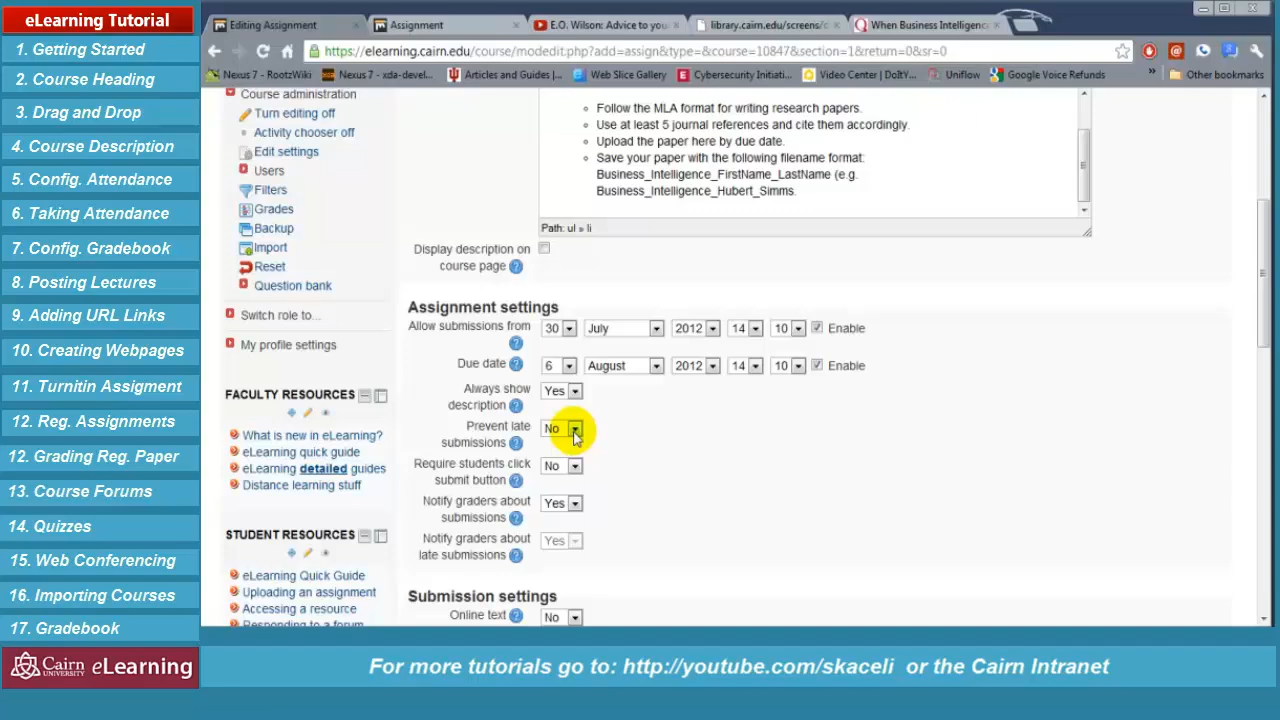 eLearning Tutorial
1. Getting Started
2. Course Heading
3. Drag and Drop
4. Course Description
5. Config. Attendance
6. Taking Attendance
7. Config. Gradebook
8. Posting Lectures
9. Adding URL Links
10. Creating Webpages
11. Turnitin Assigment
12. Reg. Assignments
12. Grading Reg. Paper
13. Course Forums
14. Quizzes
15. Web Conferencing
16. Importing Courses
17. Gradebook
Cairn UNIVERSITY eLearning
Editing Assignment
Assignment
E.O. Wilson: Advice to you
library.cairn.edu/screens/
When Business Intelligenc
https://elearning.cairn.edu/course/modedit.php?add=assign&type=&course=10847&section=1&return=0&sr=0
Nexus 7 - RootzWiki
Nexus 7 - xda-devel...
Articles and Guides |...
Web Slice Gallery
Cybersecurity Initiati...
Video Center | DoItY...
Uniflow
Google Voice Refunds
»
Other bookmarks
Course administration
Turn editing off
Activity chooser off
Edit settings
Users
Filters
Grades
Backup
Import
Reset
Question bank
Switch role to...
My profile settings
FACULTY RESOURCES
What is new in eLearning?
eLearning quick guide
eLearning detailed guides
Distance learning stuff
STUDENT RESOURCES
eLearning Quick Guide
Uploading an assignment
Accessing a resource
Responding to a forum
Follow the MLA format for writing research papers.
Use at least 5 journal references and cite them accordingly.
Upload the paper here by due date.
Save your paper with the following filename format:
Business_Intelligence_FirstName_LastName (e.g.
Business_Intelligence_Hubert_Simms.
Path: ul » li
Display description on
course page ?
Assignment settings
Allow submissions from 30 July 2012 14 10 Enable
?
Due date ? 6 August 2012 14 10 Enable
Always show Yes
description ?
Prevent late No
submissions ?
Require students click No
submit button ?
Notify graders about Yes
submissions ?
Notify graders about Yes
late submissions ?
Submission settings
Online text ? No
For more tutorials go to: http://youtube.com/skaceli or the Cairn Intranet